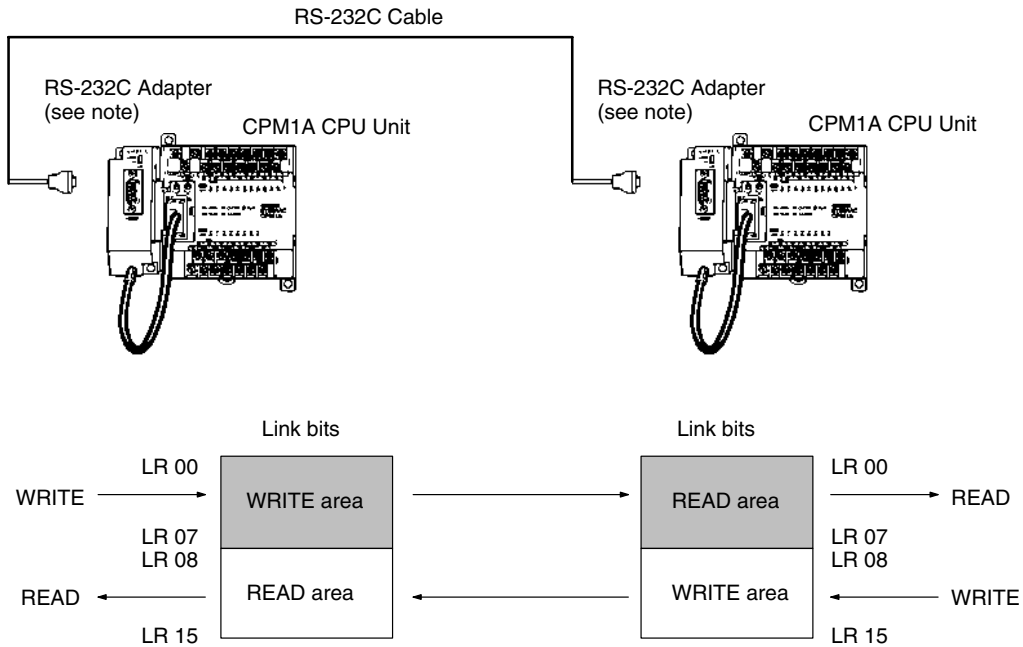 RS-232C Cable
RS-232C Adapter
(see note)
CPM1A CPU Unit
RS-232C Adapter
(see note)
CPM1A CPU Unit
Link bits
Link bits
LR 00
LR 00
WRITE
WRITE area
READ area
READ
LR 07
LR 07
LR 08
LR 08
READ
READ area
WRITE area
WRITE
LR 15
LR 15